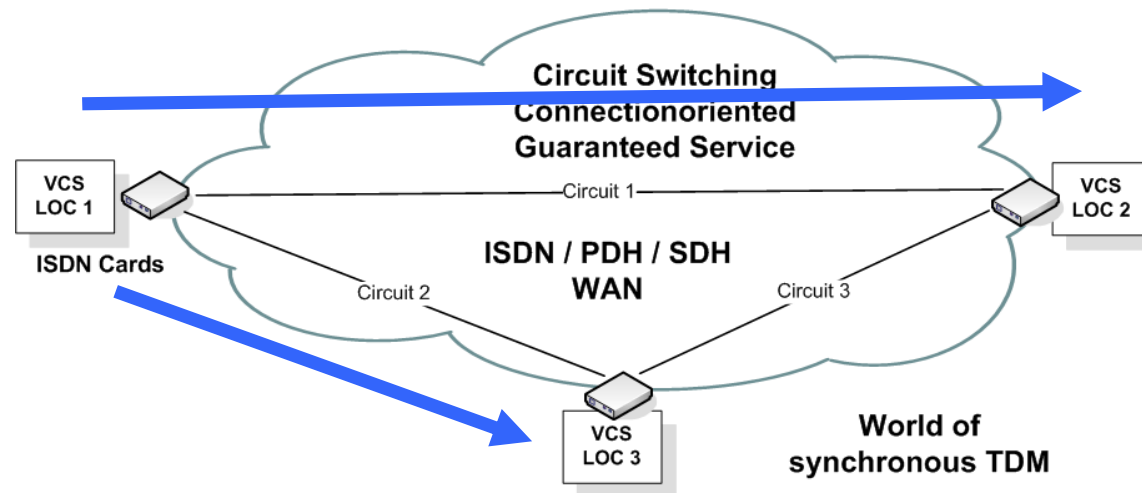 Circuit Switching
Connectionoriented
Guaranteed Service
VCS
LOC 1
Circuit 1
VCS
LOC 2
ISDN Cards
ISDN / PDH / SDH
WAN
Circuit 2
Circuit 3
VCS
LOC 3
World of
synchronous TDM